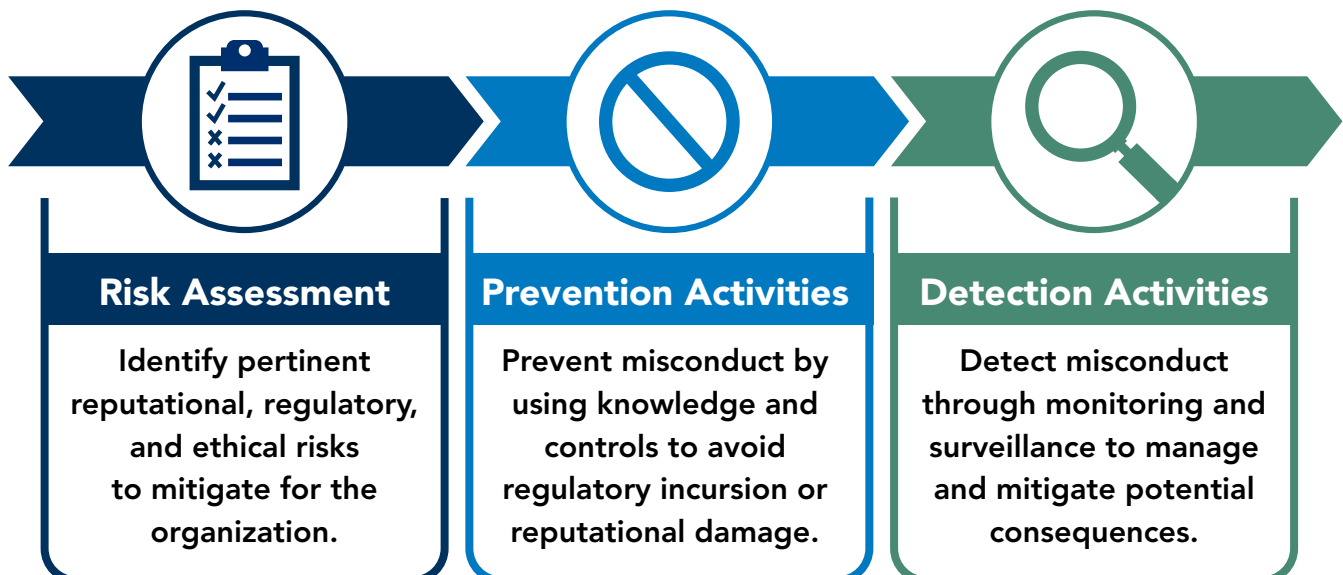 Risk Assessment
Identify pertinent
reputational, regulatory,
and ethical risks
to mitigate for the
organization.
Prevention Activities
Prevent misconduct by
using knowledge and
controls to avoid
regulatory incursion or
reputational damage.
Detection Activities
Detect misconduct
through monitoring and
surveillance to manage
and mitigate potential
consequences.